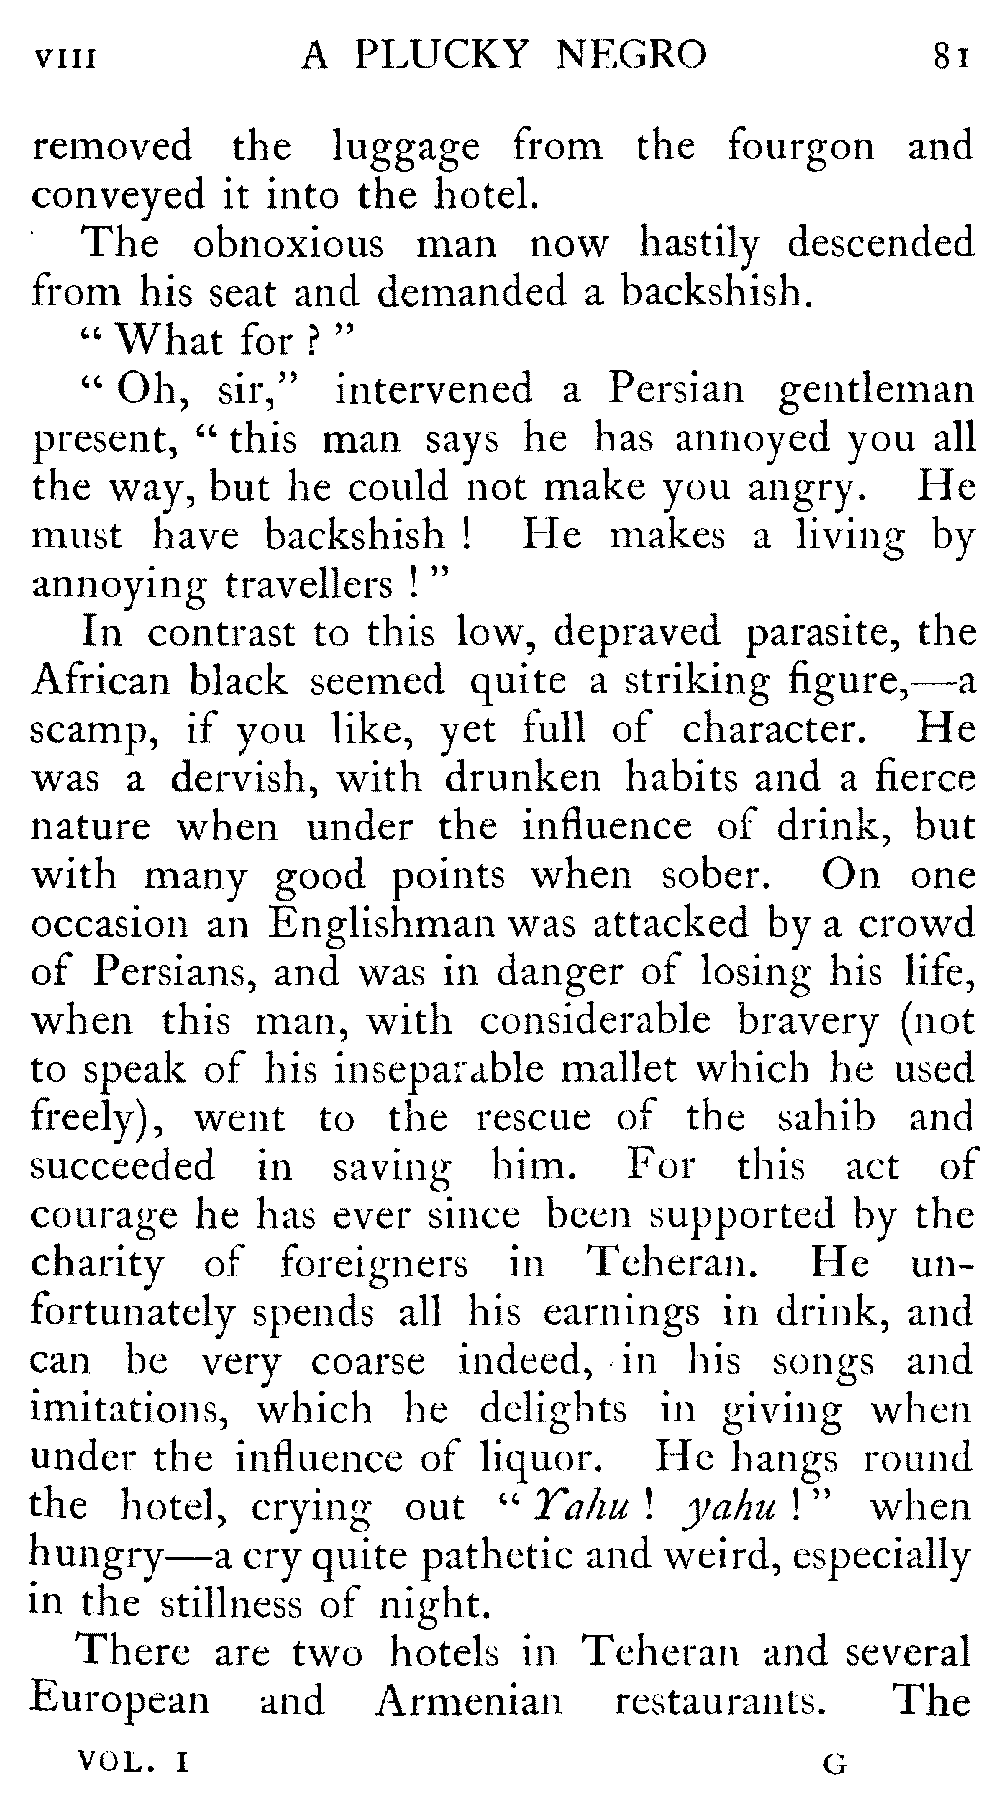 VIII A PLUCKY NEGRO 81
removed the luggage from the fourgon and
conveyed it into the hotel.
The obnoxious man now hastily descended
from his seat and demanded a backshish.
“ What for ? ”
“ Oh, sir,” intervened a Persian gentleman
present, “ this man says he has annoyed you all
the way, but he could not make you angry. He
must have backshish ! He makes a living by
annoying travellers ! ”
In contrast to this low, depraved parasite, the
African black seemed quite a striking figure,—a
scamp, if you like, yet full of character. He
was a dervish, with drunken habits and a fierce
nature when under the influence of drink, but
with many good points when sober. On one
occasion an Englishman was attacked by a crowd
of Persians, and was in danger of losing his life,
when this man, with considerable bravery (not
to speak of his inseparable mallet which he used
freely), went to the rescue of the sahib and
succeeded in saving him. For this act of
courage he has ever since been supported by the
charity of foreigners in Teheran. He un-
fortunately spends all his earnings in drink, and
can be very coarse indeed, in his songs and
imitations, which he delights in giving when
under the influence of liquor. He hangs round
the hotel, crying out “ Yahu ! yahu ! ” when
hungry—a cry quite pathetic and weird, especially
in the stillness of night.
There are two hotels in Teheran and several
European and Armenian restaurants. The
VOL. I G